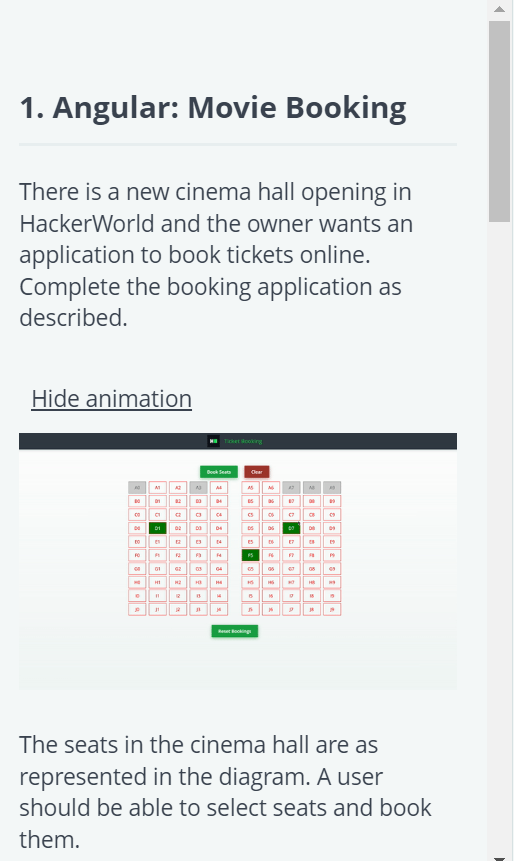 1. Angular: Movie Booking
There is a new cinema hall opening in
HackerWorld and the owner wants an
application to book tickets online.
Complete the booking application as
described.
Hide animation
Ticket Booking
Book Seats Clear
A0 A1 A2 A3 A4 A5 A6 A7 A8 A9
B0 B1 B2 B3 B4 B5 B6 B7 B8 B9
C0 C1 C2 C3 C4 C5 C6 C7 C8 C9
D0 D1 D2 D3 D4 D5 D6 D7 D8 D9
E0 E1 E2 E3 E4 E5 E6 E7 E8 E9
F0 F1 F2 F3 F4 F5 F6 F7 F8 F9
G0 G1 G2 G3 G4 G5 G6 G7 G8 G9
H0 H1 H2 H3 H4 H5 H6 H7 H8 H9
I0 I1 I2 I3 I4 I5 I6 I7 I8 I9
J0 J1 J2 J3 J4 J5 J6 J7 J8 J9
Reset Bookings
The seats in the cinema hall are as
represented in the diagram. A user
should be able to select seats and book
them.